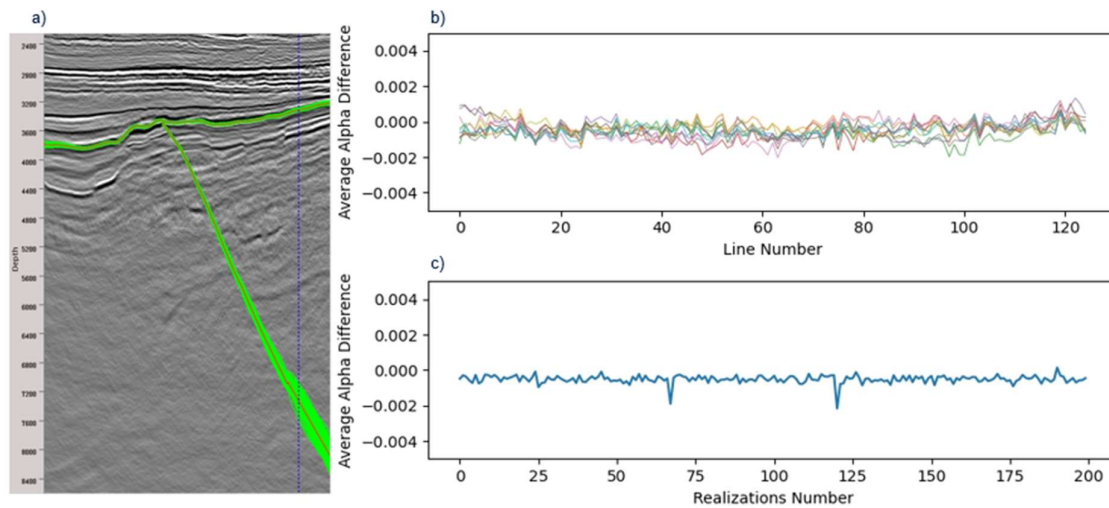 a)
2400
2800
3200
3600
4000
4400
4800
5200
5600
6000
6400
6800
7200
7600
8000
8400
Depth
b)
0.004
0.002
0.000
−0.002
−0.004
Average Alpha Difference
0 20 40 60 80 100 120
Line Number
c)
0.004
0.002
0.000
−0.002
−0.004
Average Alpha Difference
0 25 50 75 100 125 150 175 200
Realizations Number